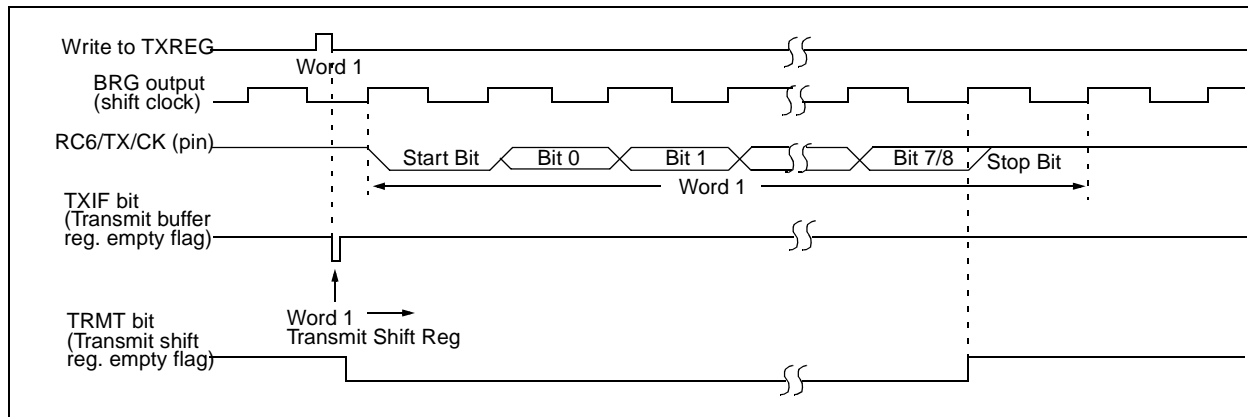 Write to TXREG
Word 1
BRG output
(shift clock)
RC6/TX/CK (pin)
Start Bit
Bit 0
Bit 1
Bit 7/8
Stop Bit
Word 1
TXIF bit
(Transmit buffer
reg. empty flag)
Word 1
Transmit Shift Reg
TRMT bit
(Transmit shift
reg. empty flag)